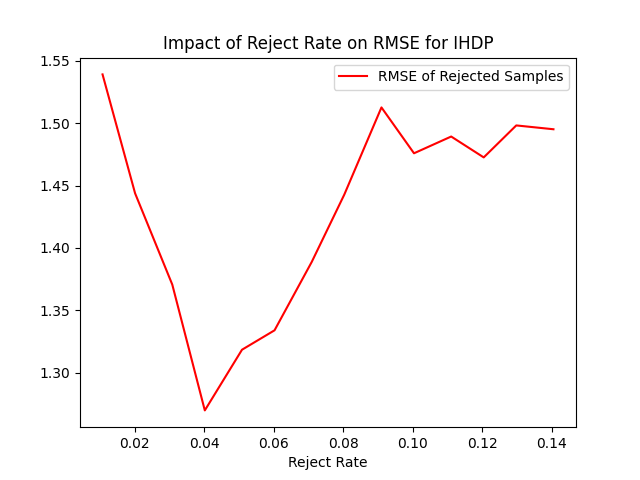 Impact of Reject Rate on RMSE for IHDP
RMSE of Rejected Samples
1.55
1.50
1.45
1.40
1.35
1.30
0.02 0.04 0.06 0.08 0.10 0.12 0.14
Reject Rate